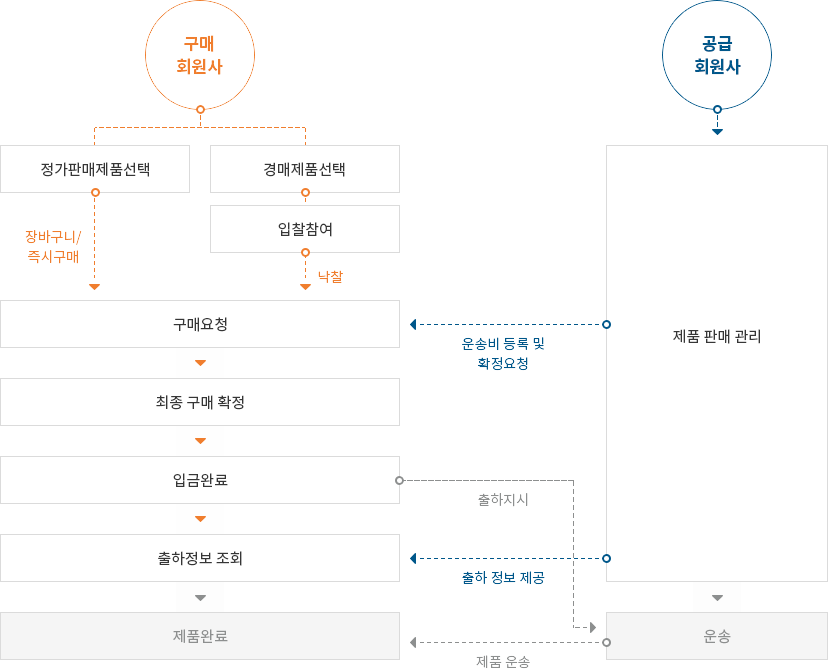 구매
회원사
공급
회원사
정가판매제품선택
경매제품선택
입찰참여
장바구니/
즉시구매
낙찰
구매요청
운송비 등록 및
확정요청
제품 판매 관리
최종 구매 확정
입금완료
출하지시
출하정보 조회
출하 정보 제공
제품완료
운송
제품 운송